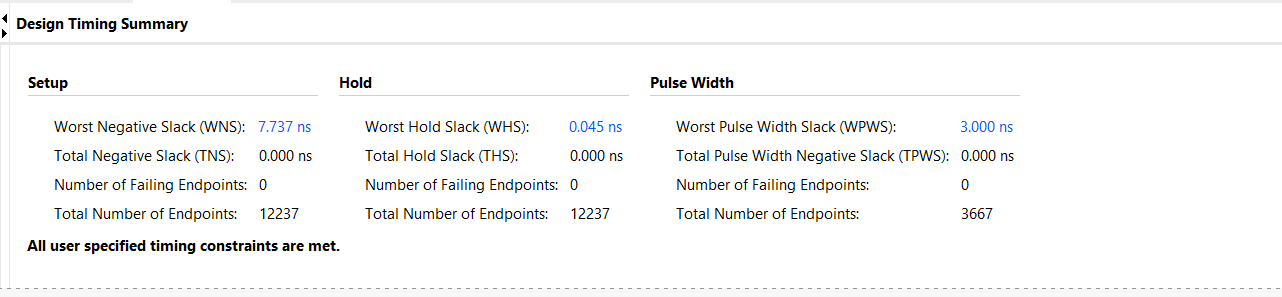 Design Timing Summary
Setup Hold Pulse Width
Worst Negative Slack (WNS): 7.737 ns Worst Hold Slack (WHS): 0.045 ns Worst Pulse Width Slack (WPWS): 3.000 ns
Total Negative Slack (TNS): 0.000 ns Total Hold Slack (THS): 0.000 ns Total Pulse Width Negative Slack (TPWS): 0.000 ns
Number of Failing Endpoints: 0 Number of Failing Endpoints: 0 Number of Failing Endpoints: 0
Total Number of Endpoints: 12237 Total Number of Endpoints: 12237 Total Number of Endpoints: 3667
All user specified timing constraints are met.